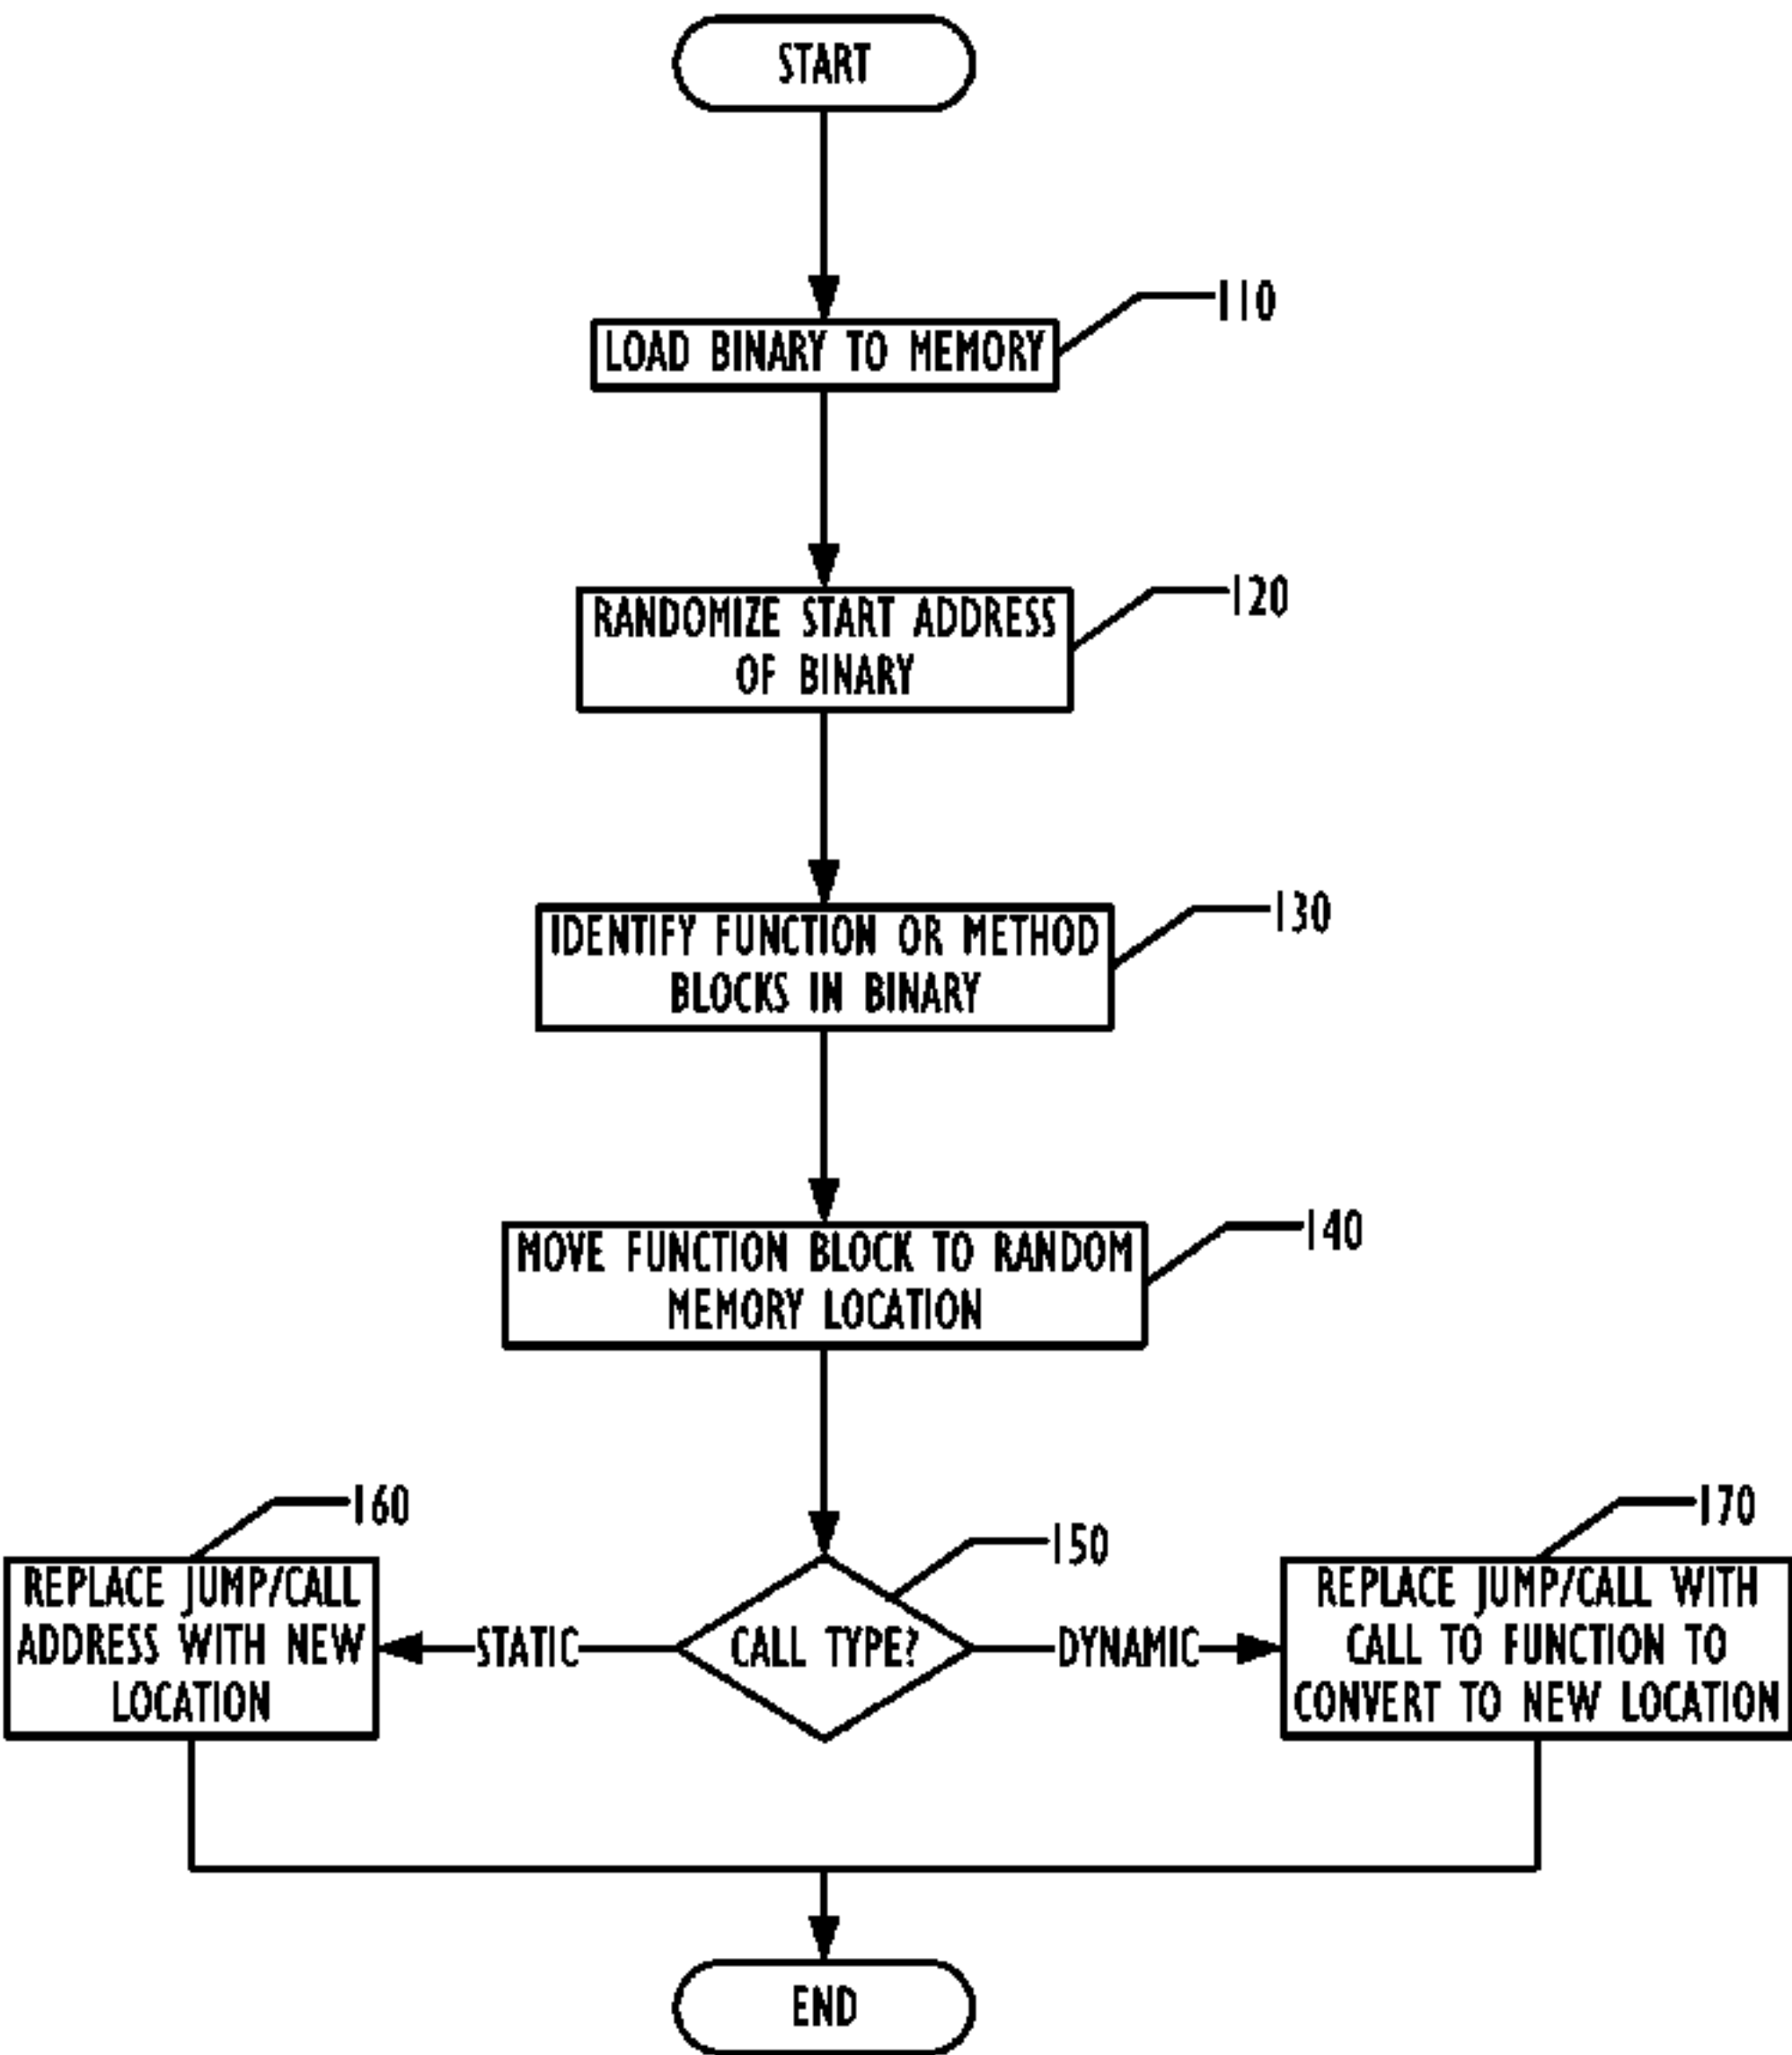 START
110
LOAD BINARY TO MEMORY
120
RANDOMIZE START ADDRESS
OF BINARY
130
IDENTIFY FUNCTION OR METHOD
BLOCKS IN BINARY
140
MOVE FUNCTION BLOCK TO RANDOM
MEMORY LOCATION
160
REPLACE JUMP/CALL
ADDRESS WITH NEW
LOCATION
STATIC
150
CALL TYPE?
DYNAMIC
170
REPLACE JUMP/CALL WITH
CALL TO FUNCTION TO
CONVERT TO NEW LOCATION
END